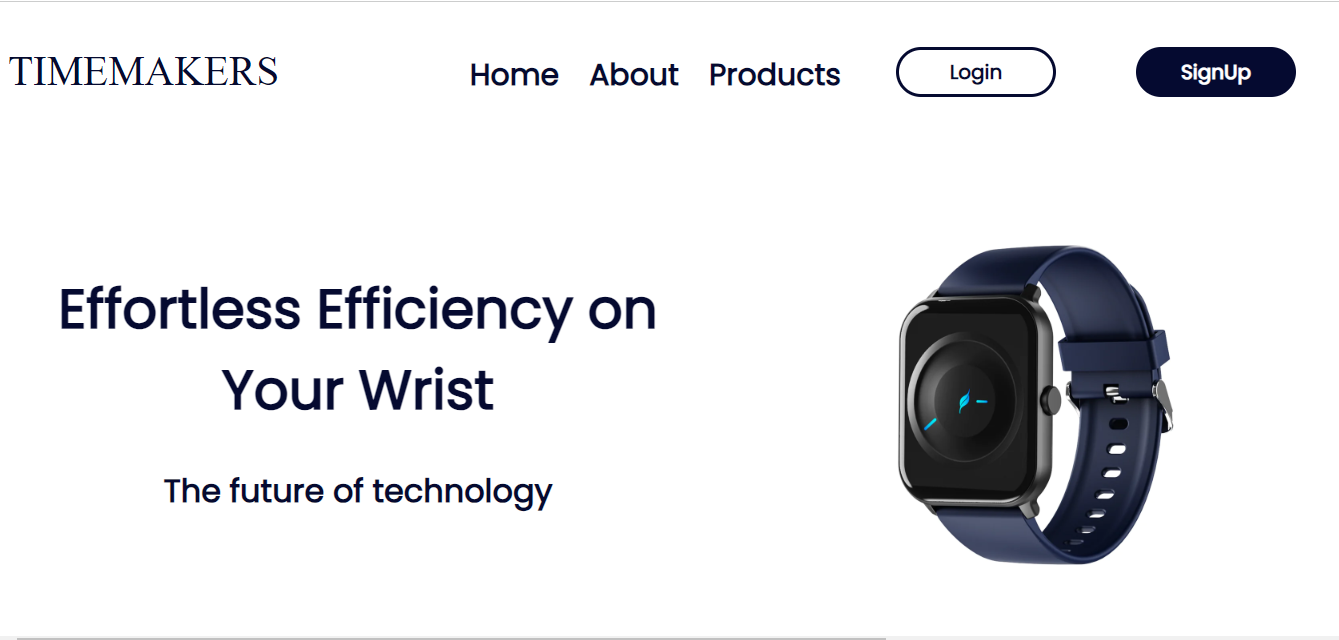 TIMEMAKERS
Home About Products Login SignUp
Effortless Efficiency on
Your Wrist
The future of technology